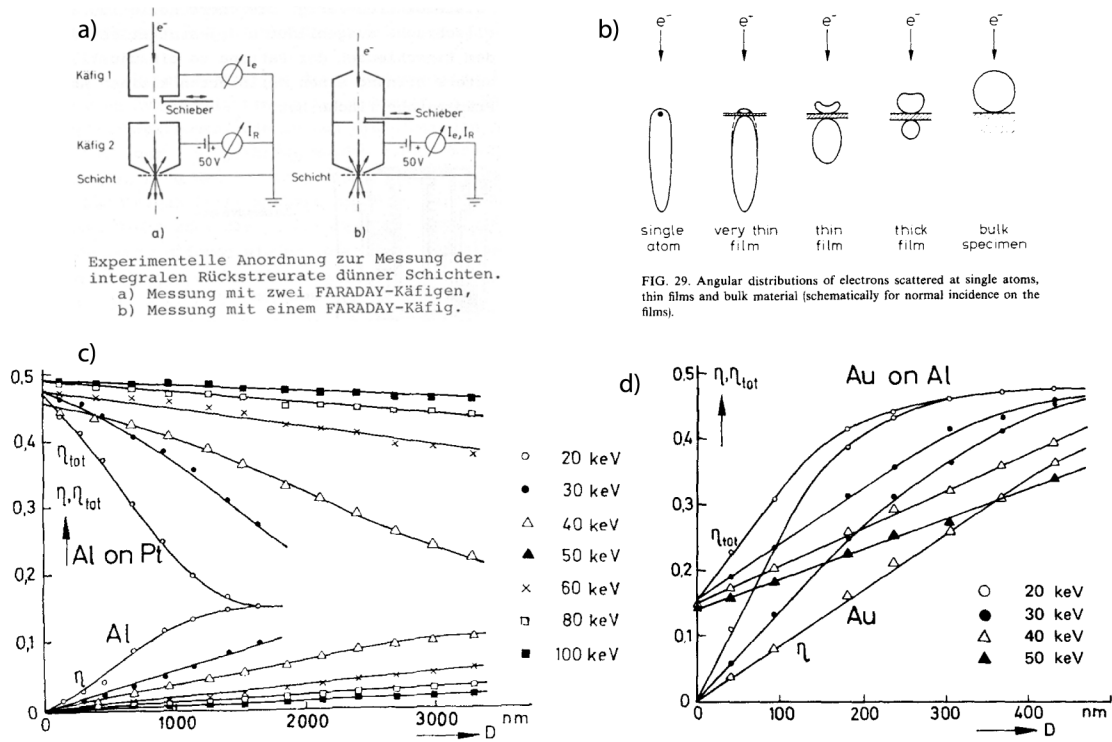 a)
e⁻
Käfig 1
I_e
Schieber
Käfig 2
50 V
I_R
Schicht
a)
e⁻
Schieber
50 V
I_e, I_R
Schicht
b)
Experimentelle Anordnung zur Messung der
integralen Rückstreurate dünner Schichten.
a) Messung mit zwei FARADAY-Käfigen,
b) Messung mit einem FARADAY-Käfig.
b)
e⁻ e⁻ e⁻ e⁻ e⁻
single atom
very thin film
thin film
thick film
bulk specimen
FIG. 29. Angular distributions of electrons scattered at single atoms,
thin films and bulk material (schematically for normal incidence on the
films).
c)
0,5
0,4
0,3
0,2
0,1
0
η_tot
η, η_tot
Al on Pt
Al
η
0 1000 2000 3000 nm
D
20 keV
30 keV
40 keV
50 keV
60 keV
80 keV
100 keV
d)
η, η_tot
Au on Al
0,5
0,4
0,3
0,2
0,1
0
η_tot
Au
η
20 keV
30 keV
40 keV
50 keV
0 100 200 300 400 nm
D